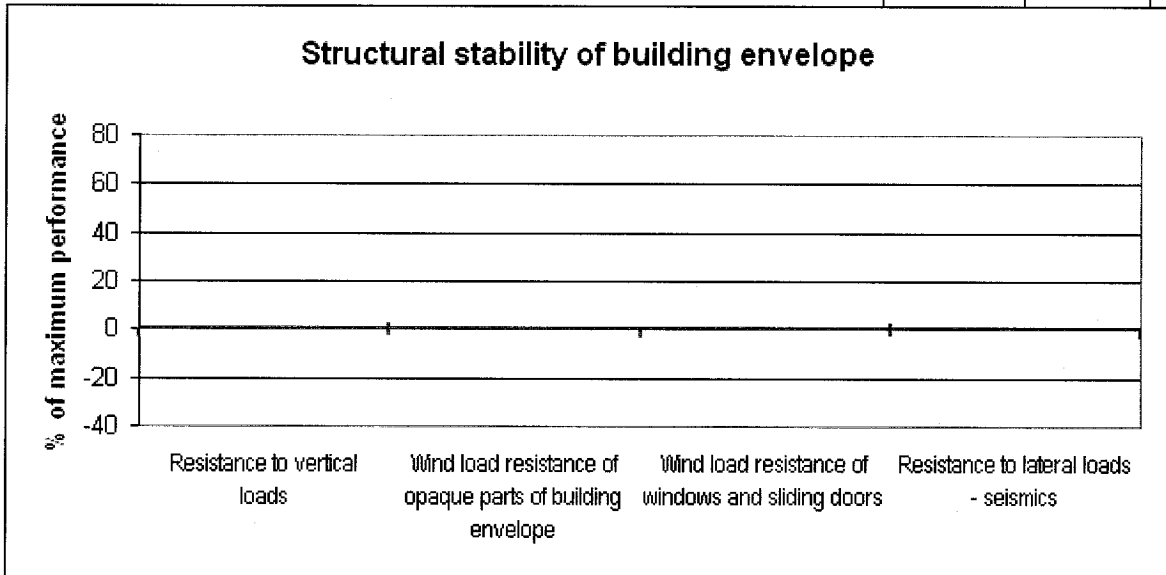 Structural stability of building envelope
% of maximum performance
80
60
40
20
0
-20
-40
Resistance to vertical
loads
Wind load resistance of
opaque parts of building
envelope
Wind load resistance of
windows and sliding doors
Resistance to lateral loads
- seismics